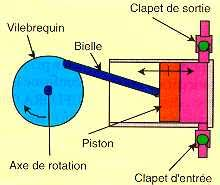 Clapet de sortie
Vilebrequin
Bielle
Piston
Axe de rotation
Clapet d'entrée